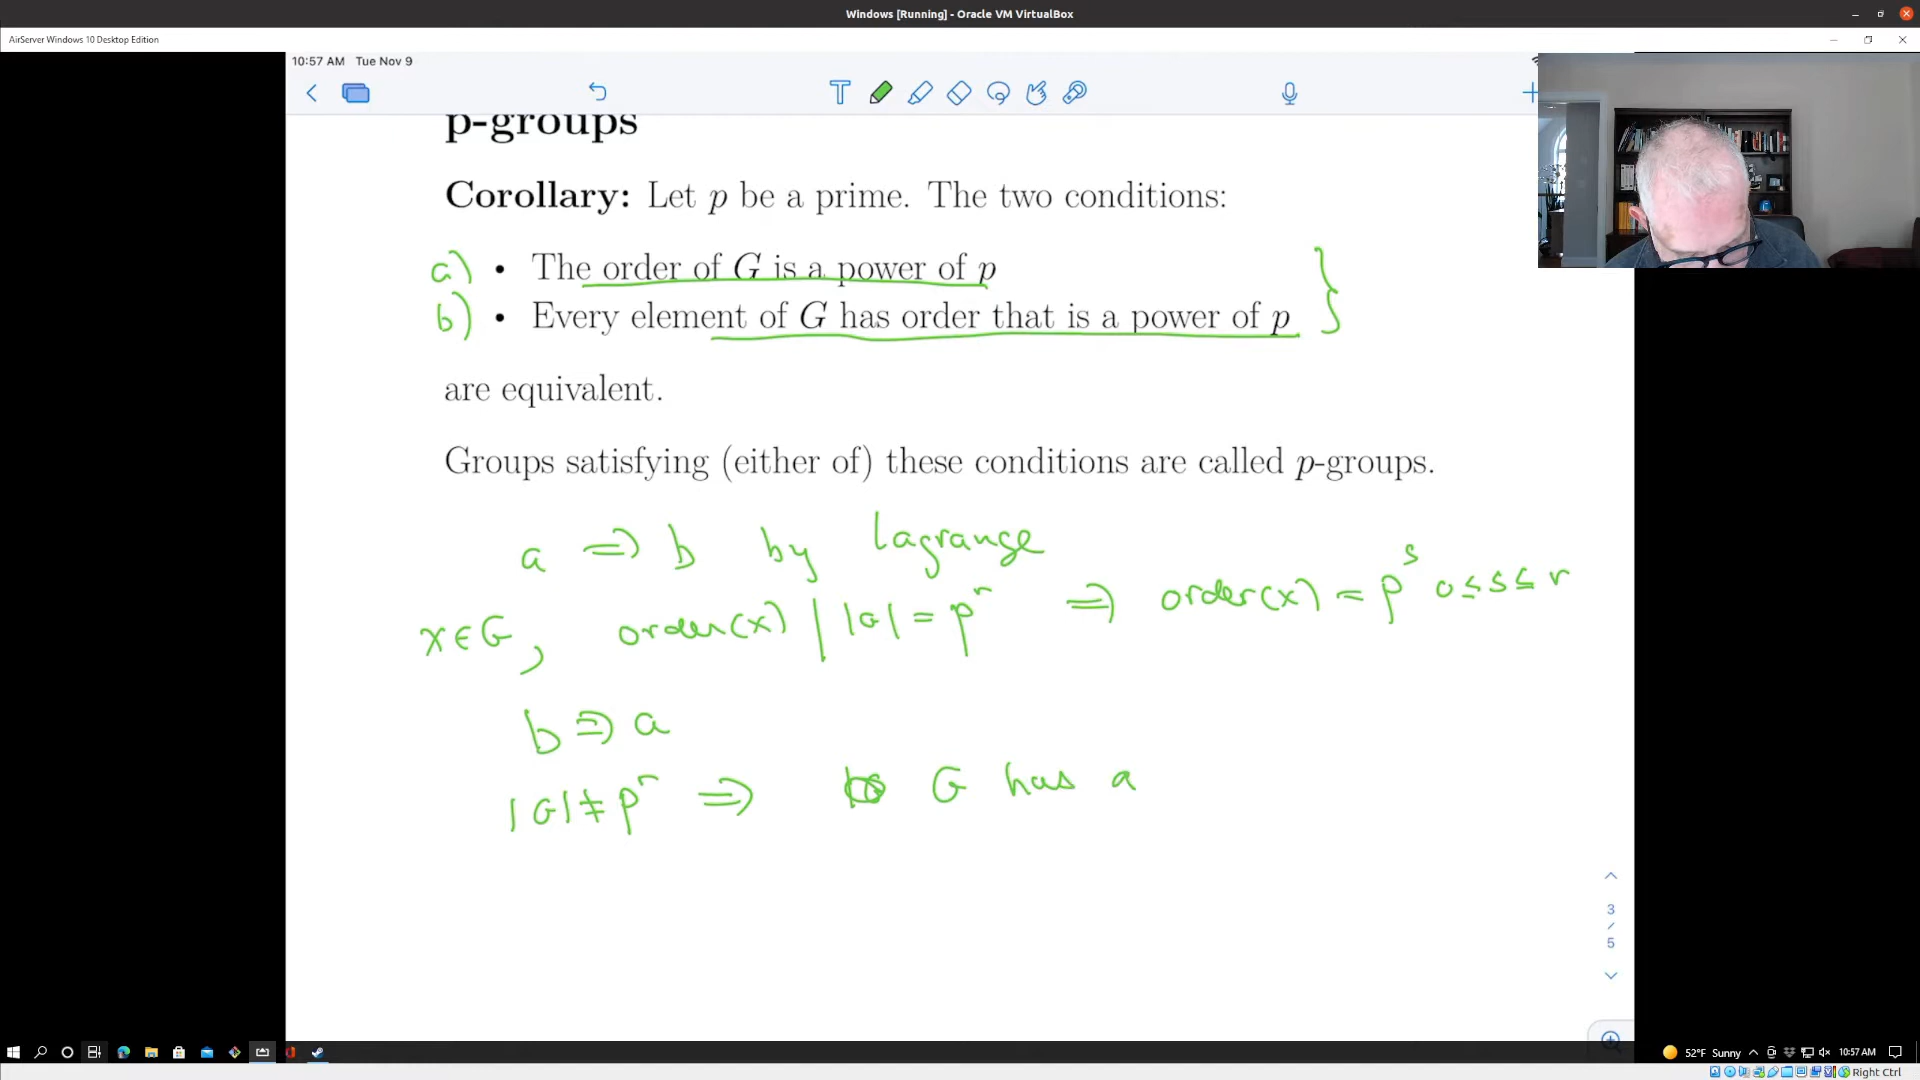 Windows [Running] - Oracle VM VirtualBox
AirServer Windows 10 Desktop Edition
10:57 AM Tue Nov 9
p-groups
Corollary: Let p be a prime. The two conditions:
a) • The order of G is a power of p
b) • Every element of G has order that is a power of p
are equivalent.
Groups satisfying (either of) these conditions are called p-groups.
a ⇒ b by Lagrange
x ∈ G, order(x) | |G| = p^r ⇒ order(x) = p^s 0 ≤ s ≤ r
b ⇒ a
|G| ≠ p^r ⇒ G has a
3
/
5
52°F Sunny 10:57 AM
Right Ctrl